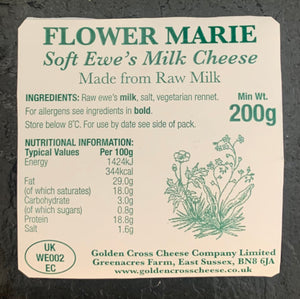 FLOWER MARIE
Soft Ewe's Milk Cheese
Made from Raw Milk
INGREDIENTS: Raw ewe's milk, salt, vegetarian rennet.
For allergens see ingredients in bold.
Store below 8˚C. For use by date see side of pack.
Min Wt.
200g
NUTRITIONAL INFORMATION:
Typical Values Per 100g
Energy 1424kJ
344kcal
Fat 29.0g
(of which saturates) 18.0g
Carbohydrate 3.0g
(of which sugars) 0.8g
Protein 18.8g
Salt 1.6g
UK
WE002
EC
Golden Cross Cheese Company Limited
Greenacres Farm, East Sussex, BN8 6JA
www.goldencrosscheese.co.uk